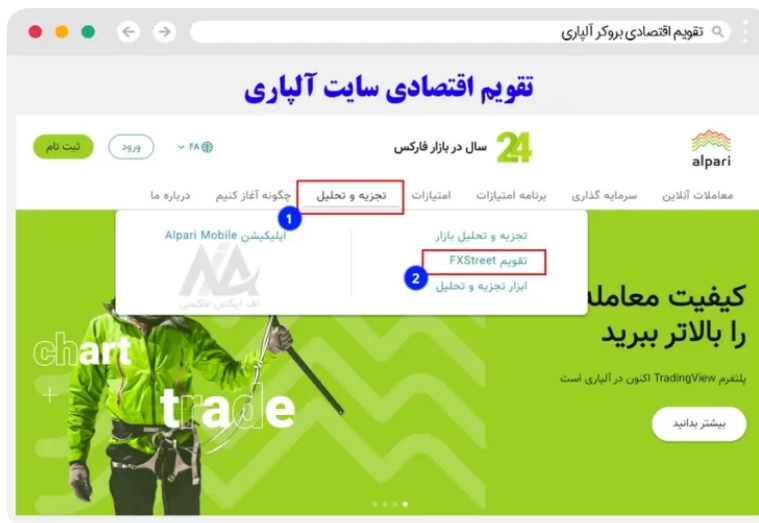 تقویم اقتصادی بروکر آلپاری
تقویم اقتصادی سایت آلپاری
alpari
24 سال در بازار فارکس
FA
ورود
ثبت نام
معاملات آنلاین
سرمایه گذاری
برنامه امتیازات
امتیازات
تجزیه و تحلیل
چگونه آغاز کنیم
درباره ما
1
تجزیه و تحلیل بازار
اپلیکیشن Alpari Mobile
تقویم FXStreet
2
ابزار تجزیه و تحلیل
اف ایکس ماکسی
کیفیت معامله
را بالاتر ببرید
پلتفرم TradingView اکنون در آلپاری است
بیشتر بدانید
chart
trade